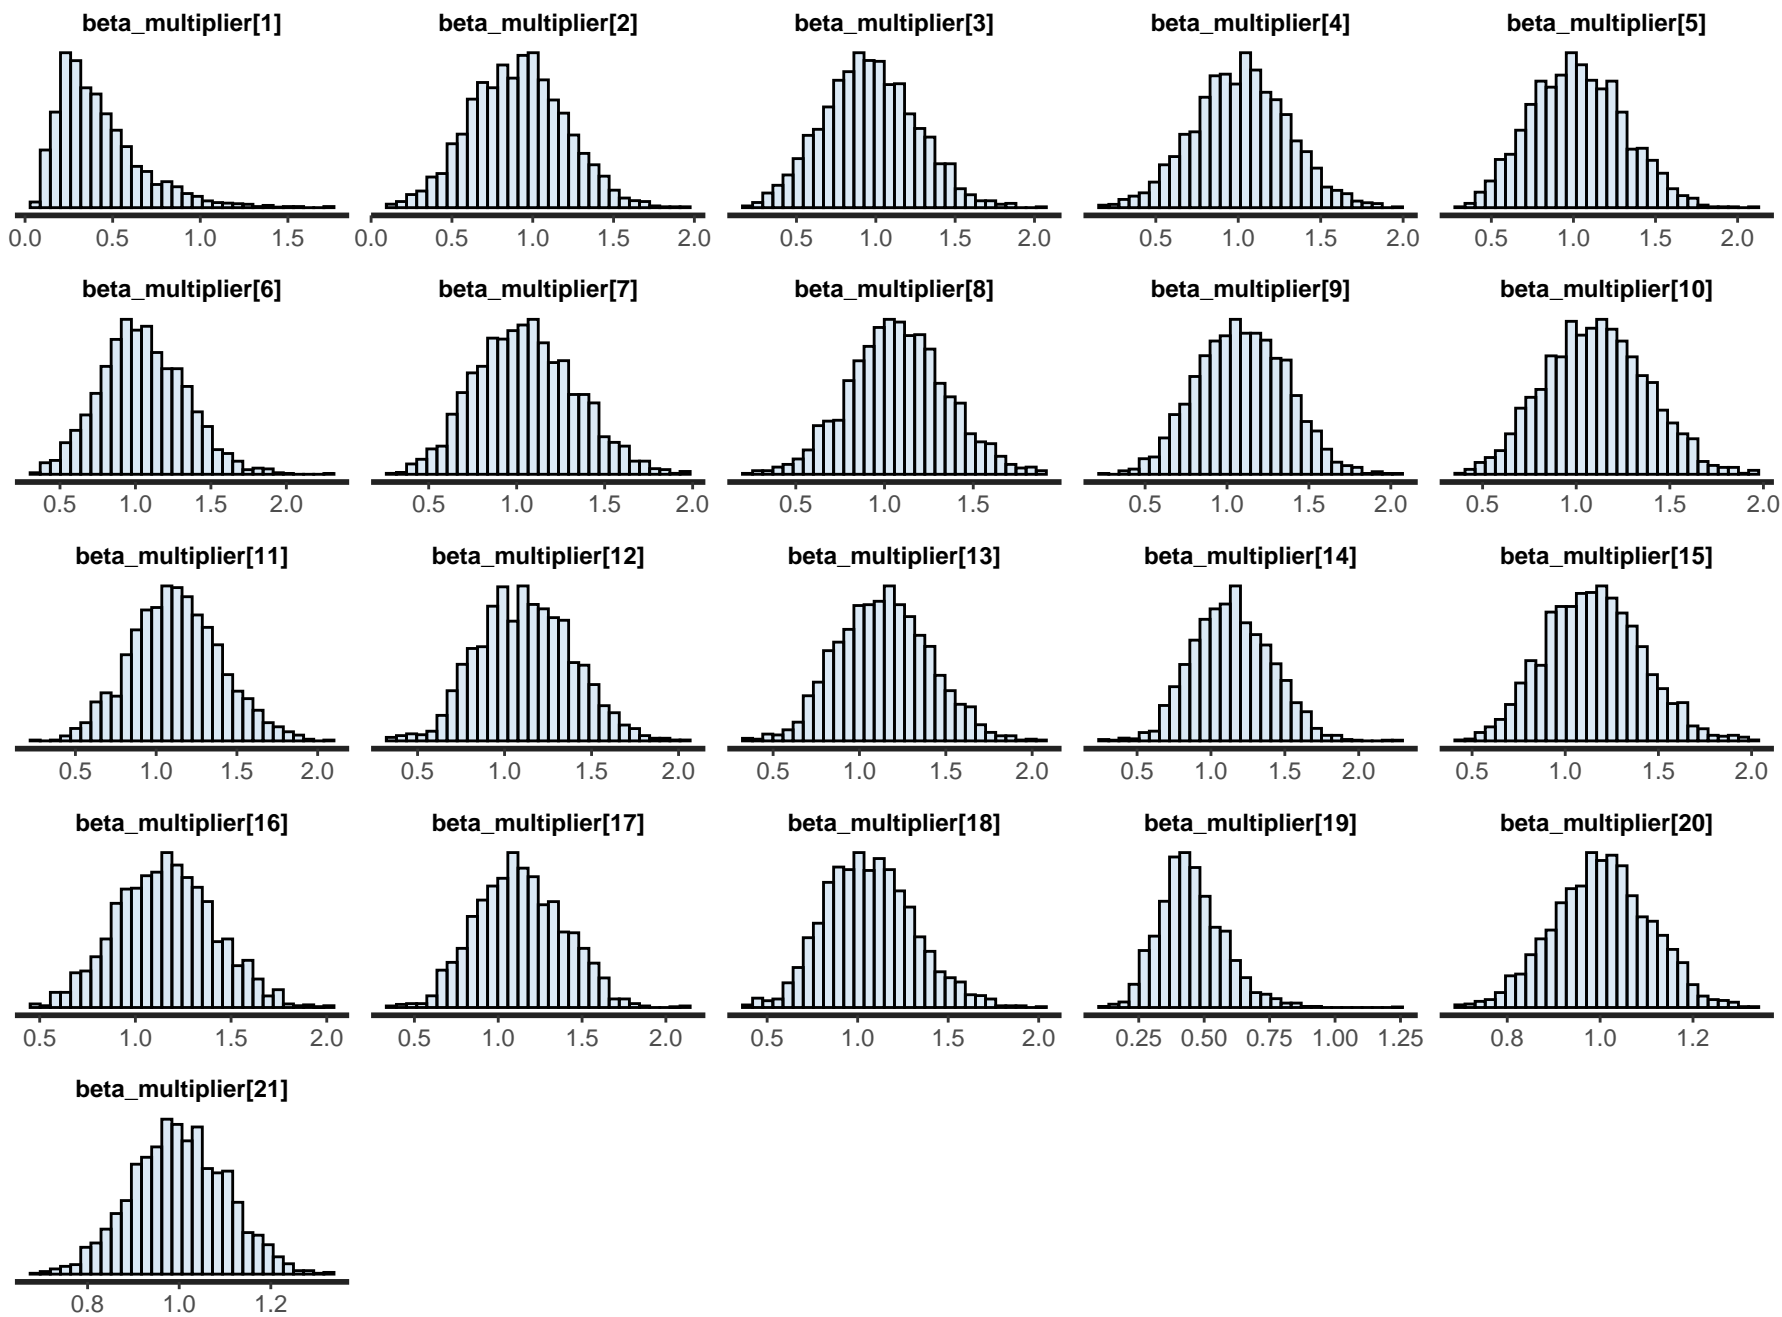 beta_multiplier[1] beta_multiplier[2] beta_multiplier[3] beta_multiplier[4] beta_multiplier[5]
0.0 0.5 1.0 1.5 0.0 0.5 1.0 1.5 2.0 0.5 1.0 1.5 2.0 0.5 1.0 1.5 2.0 0.5 1.0 1.5 2.0
beta_multiplier[6] beta_multiplier[7] beta_multiplier[8] beta_multiplier[9] beta_multiplier[10]
0.5 1.0 1.5 2.0 0.5 1.0 1.5 2.0 0.5 1.0 1.5 0.5 1.0 1.5 2.0 0.5 1.0 1.5 2.0
beta_multiplier[11] beta_multiplier[12] beta_multiplier[13] beta_multiplier[14] beta_multiplier[15]
0.5 1.0 1.5 2.0 0.5 1.0 1.5 2.0 0.5 1.0 1.5 2.0 0.5 1.0 1.5 2.0 0.5 1.0 1.5 2.0
beta_multiplier[16] beta_multiplier[17] beta_multiplier[18] beta_multiplier[19] beta_multiplier[20]
0.5 1.0 1.5 2.0 0.5 1.0 1.5 2.0 0.5 1.0 1.5 2.0 0.25 0.50 0.75 1.00 1.25 0.8 1.0 1.2
beta_multiplier[21]
0.8 1.0 1.2